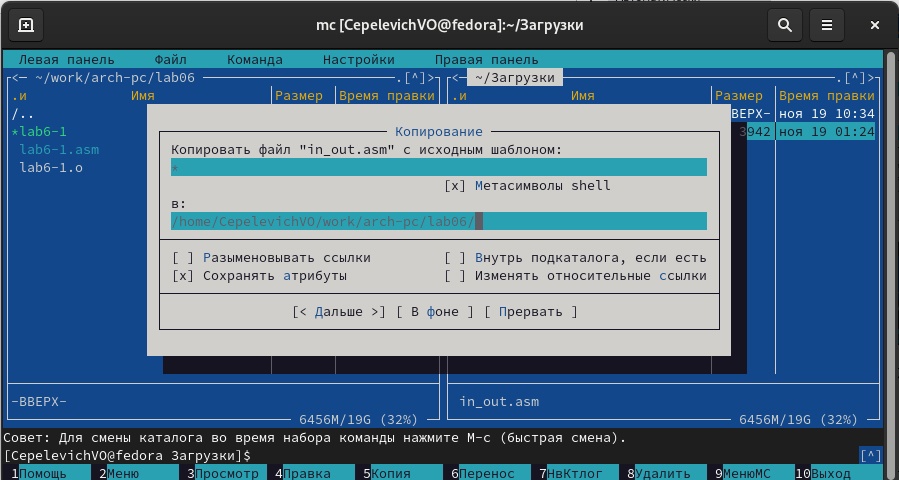 mc [CepelevichVO@fedora]:~/Загрузки
Левая панель Файл Команда Настройки Правая панель
<— ~/work/arch-pc/lab06 .[^]> <— ~/Загрузки .[^]>
.и Имя Размер Время правки .и Имя Размер Время правки
/.. ВЕРХ- ноя 19 10:34
*lab6-1 3942 ноя 19 01:24
lab6-1.asm
lab6-1.o
Копирование
Копировать файл "in_out.asm" с исходным шаблоном:
*
[x] Метасимволы shell
в:
/home/CepelevichVO/work/arch-pc/lab06/
[ ] Разыменовывать ссылки [ ] Внутрь подкаталога, если есть
[x] Сохранять атрибуты [ ] Изменять относительные ссылки
[< Дальше >] [ В фоне ] [ Прервать ]
-ВВЕРХ- in_out.asm
6456M/19G (32%) 6456M/19G (32%)
Совет: Для смены каталога во время набора команды нажмите M-c (быстрая смена).
[CepelevichVO@fedora Загрузки]$ [^]
1Помощь 2Меню 3Просмотр 4Правка 5Копия 6Перенос 7НвКтлог 8Удалить 9МенюMC 10Выход